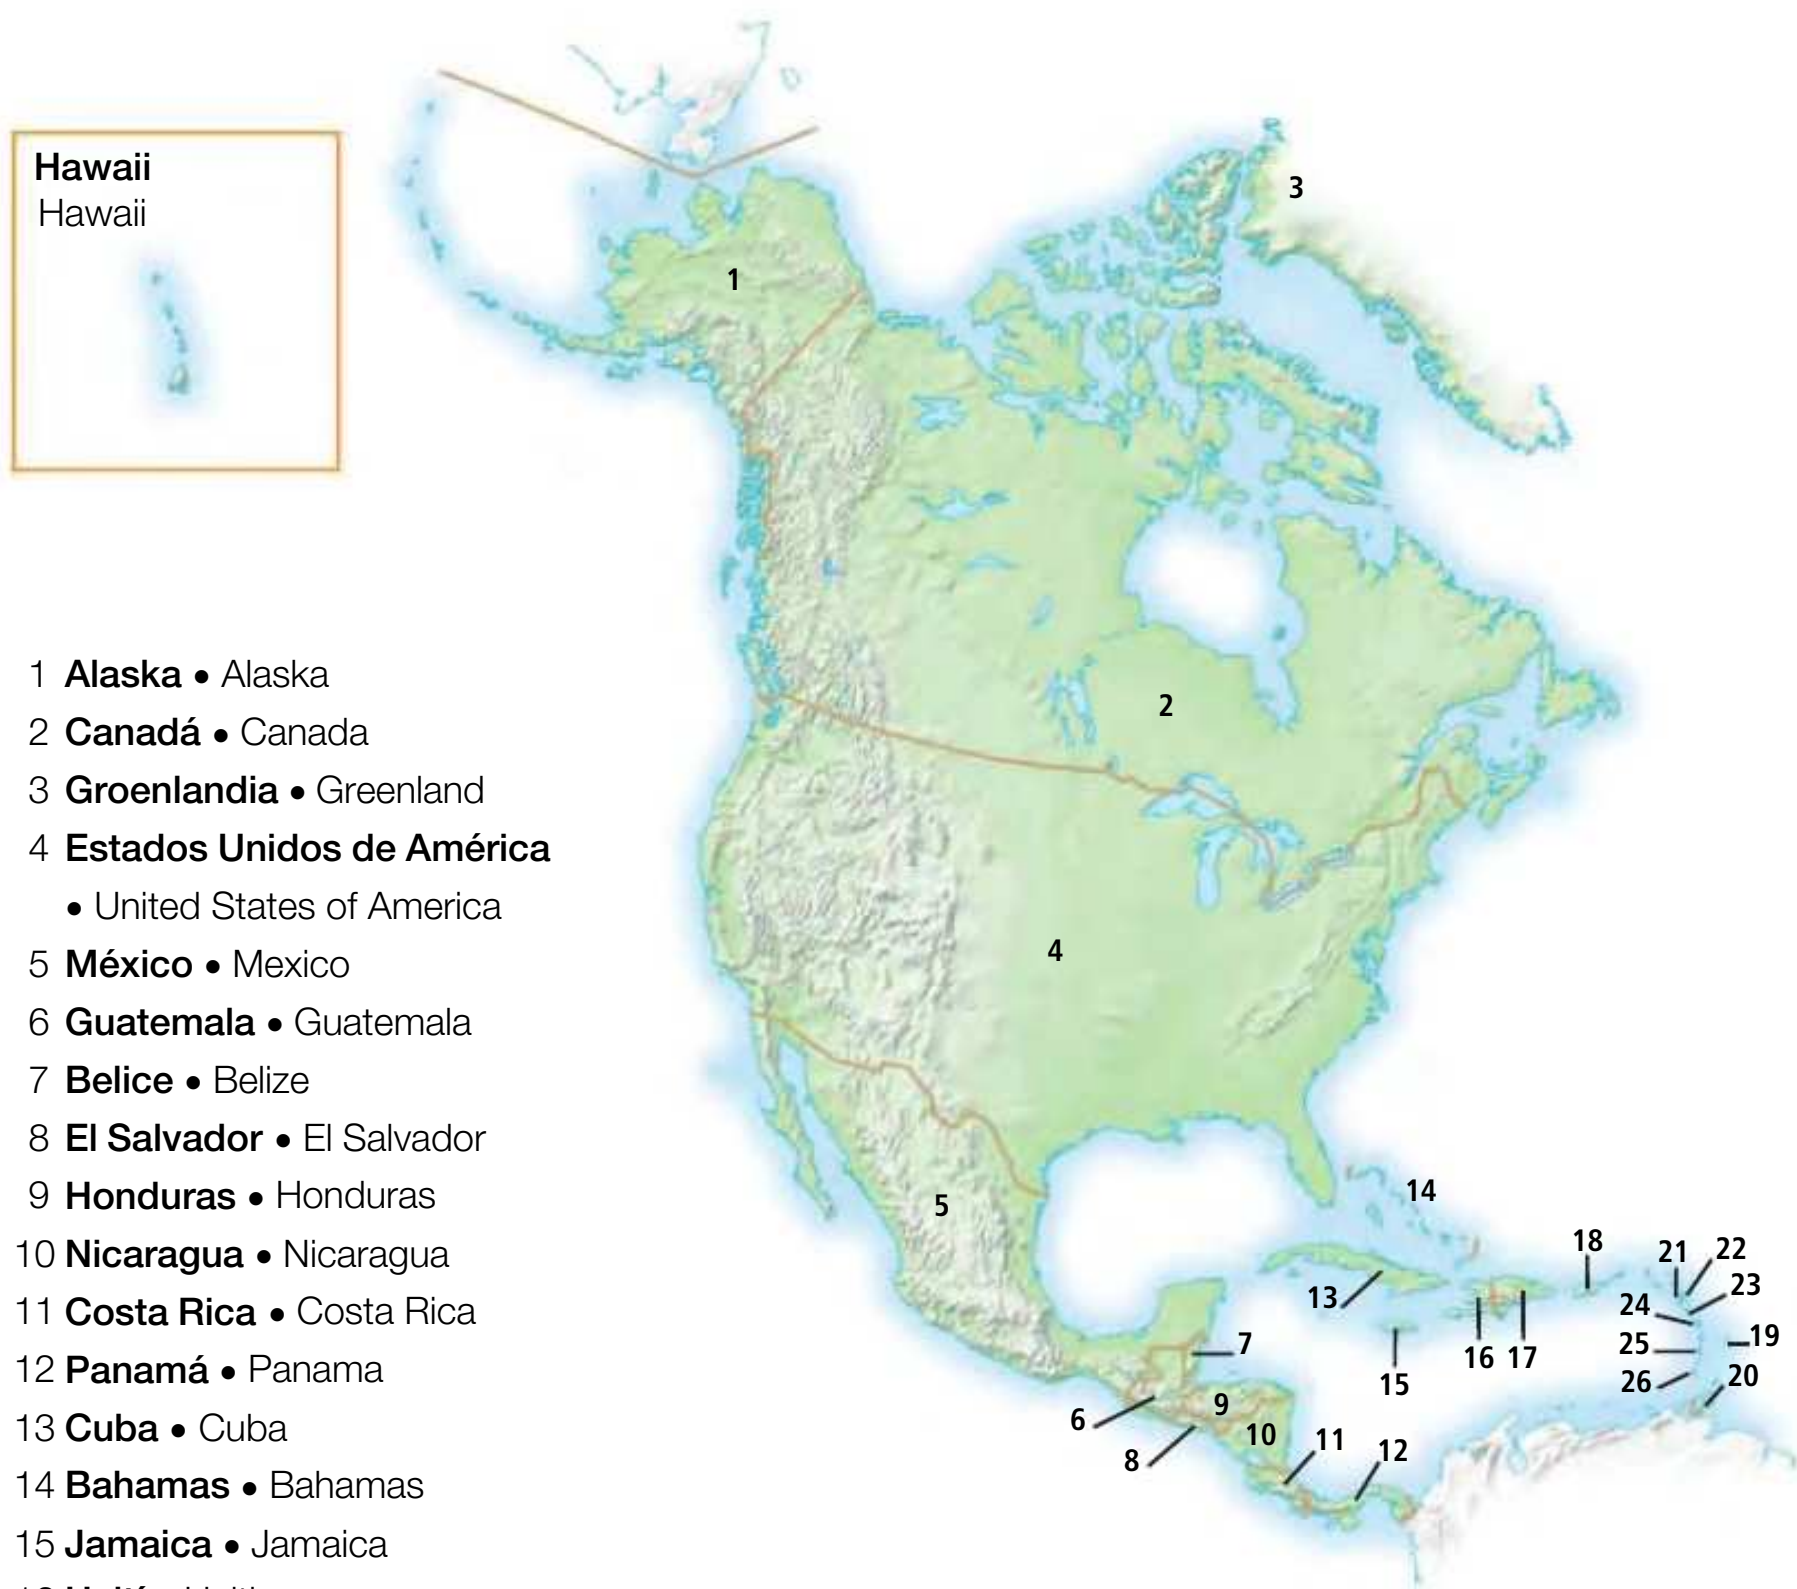 Hawaii
Hawaii
1 Alaska • Alaska
2 Canadá • Canada
3 Groenlandia • Greenland
4 Estados Unidos de América
• United States of America
5 México • Mexico
6 Guatemala • Guatemala
7 Belice • Belize
8 El Salvador • El Salvador
9 Honduras • Honduras
10 Nicaragua • Nicaragua
11 Costa Rica • Costa Rica
12 Panamá • Panama
13 Cuba • Cuba
14 Bahamas • Bahamas
15 Jamaica • Jamaica
3
1
2
4
5
14
18
21
22
23
13
24
19
7
16
17
25
15
26
20
6
9
10
8
11
12